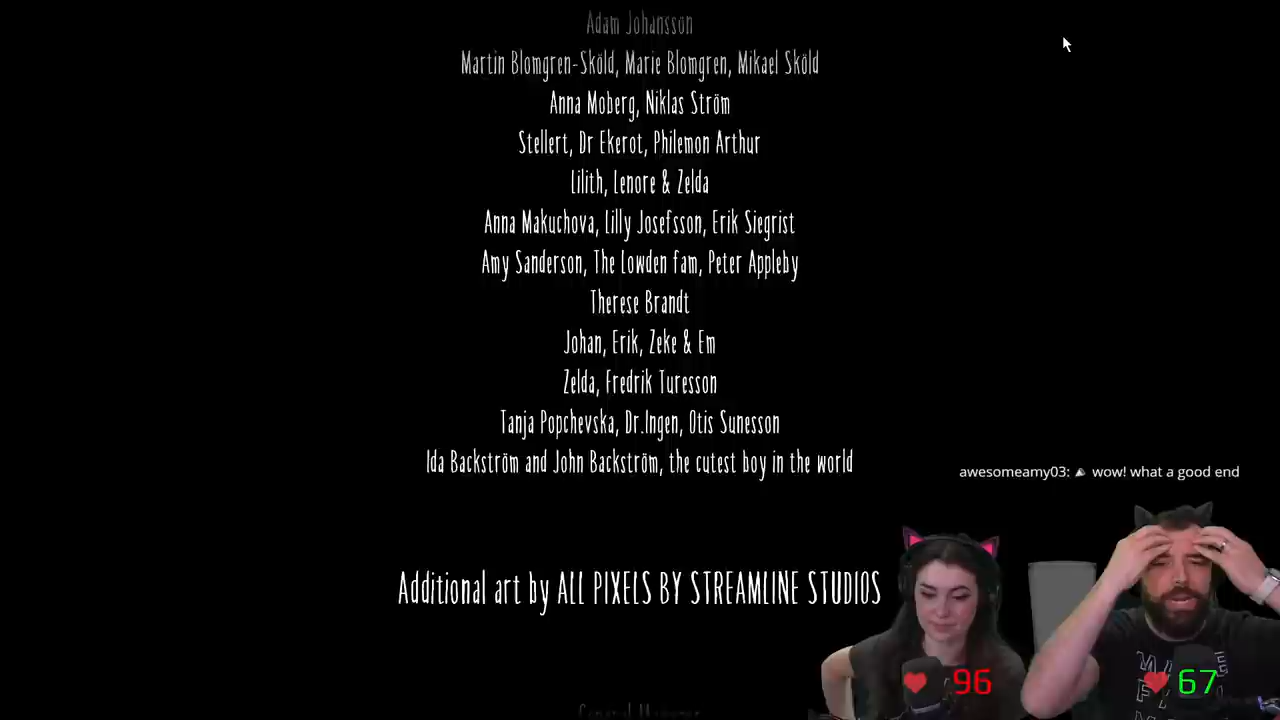 Adam Johansson
Martin Blomgren-Sköld, Marie Blomgren, Mikael Sköld
Anna Moberg, Niklas Ström
Stellert, Dr Ekerot, Philemon Arthur
Lilith, Lenore & Zelda
Anna Makuchova, Lilly Josefsson, Erik Siegrist
Amy Sanderson, The Lowden fam, Peter Appleby
Therese Brandt
Johan, Erik, Zeke & Em
Zelda, Fredrik Turesson
Tanja Popchevska, Dr.Ingen, Otis Sunesson
Ida Backström and John Backström, the cutest boy in the world
awesomeamy03: wow! what a good end
Additional art by ALL PIXELS BY STREAMLINE STUDIOS
96
67